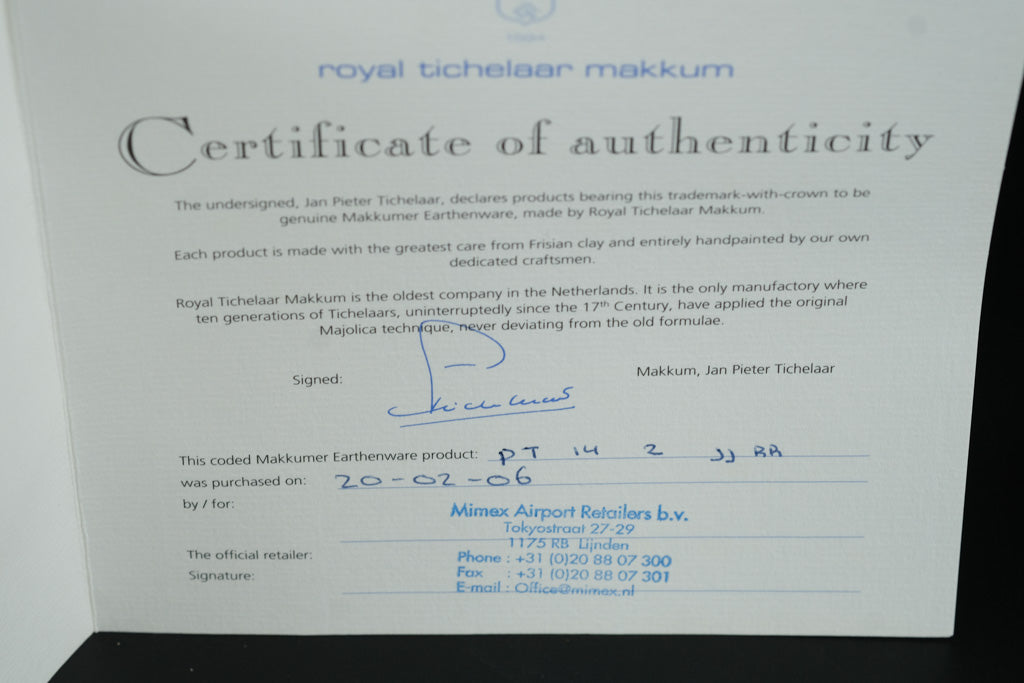 royal tichelaar makkum
Certificate of authenticity
The undersigned, Jan Pieter Tichelaar, declares products bearing this trademark-with-crown to be
genuine Makkumer Earthenware, made by Royal Tichelaar Makkum.
Each product is made with the greatest care from Frisian clay and entirely handpainted by our own
dedicated craftsmen.
Royal Tichelaar Makkum is the oldest company in the Netherlands. It is the only manufactory where
ten generations of Tichelaars, uninterruptedly since the 17th Century, have applied the original
Majolica technique, never deviating from the old formulae.
Signed:
Makkum, Jan Pieter Tichelaar
This coded Makkumer Earthenware product: PT 14 2 JJ RR
was purchased on: 20-02-06
by / for:
Mimex Airport Retailers b.v.
Tokyostraat 27-29
1175 RB Lijnden
The official retailer:
Phone : +31 (0)20 88 07 300
Signature:
Fax : +31 (0)20 88 07 301
E-mail : Office@mimex.nl